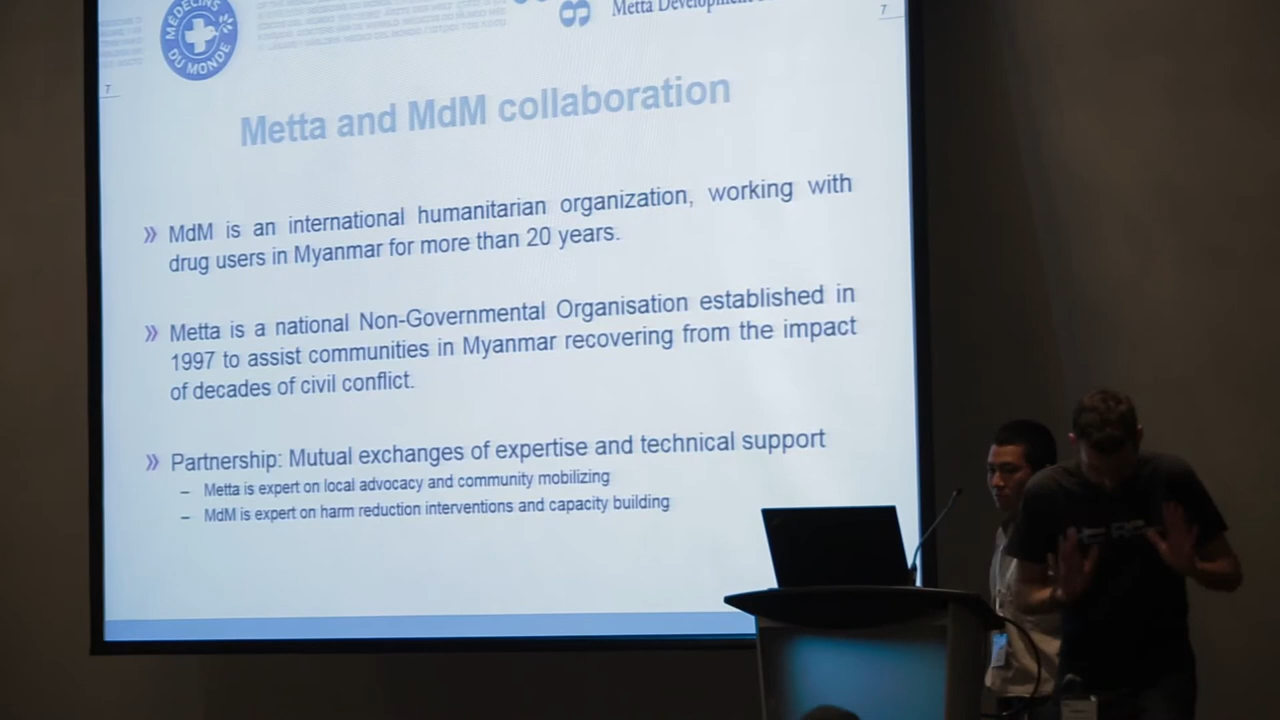 MÉDECINS
DU MONDE
Metta Development
7
7
Metta and MdM collaboration
» MdM is an international humanitarian organization, working with
drug users in Myanmar for more than 20 years.
» Metta is a national Non-Governmental Organisation established in
1997 to assist communities in Myanmar recovering from the impact
of decades of civil conflict.
» Partnership: Mutual exchanges of expertise and technical support
– Metta is expert on local advocacy and community mobilizing
– MdM is expert on harm reduction interventions and capacity building